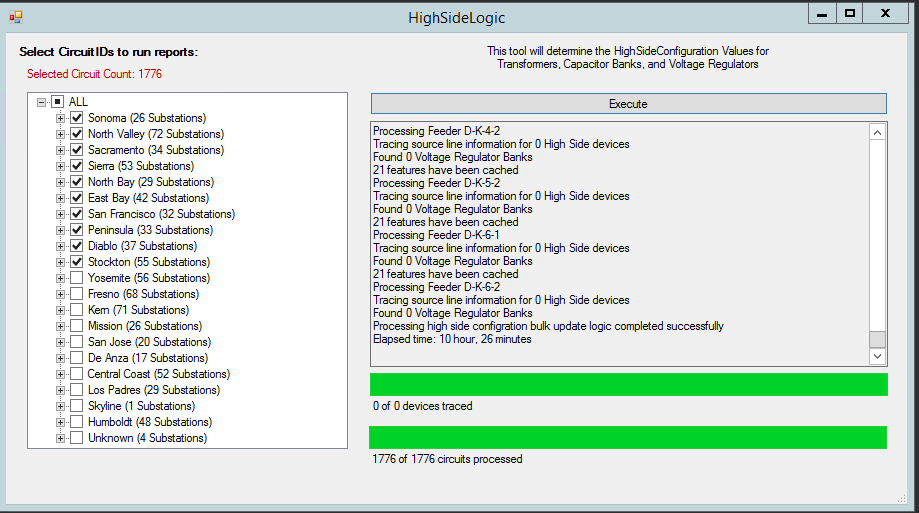 HighSideLogic
Select CircuitIDs to run reports:
Selected Circuit Count: 1776
ALL
Sonoma (26 Substations)
North Valley (72 Substations)
Sacramento (34 Substations)
Sierra (53 Substations)
North Bay (29 Substations)
East Bay (42 Substations)
San Francisco (32 Substations)
Peninsula (33 Substations)
Diablo (37 Substations)
Stockton (55 Substations)
Yosemite (56 Substations)
Fresno (68 Substations)
Kern (71 Substations)
Mission (26 Substations)
San Jose (20 Substations)
De Anza (17 Substations)
Central Coast (52 Substations)
Los Padres (29 Substations)
Skyline (1 Substations)
Humboldt (48 Substations)
Unknown (4 Substations)
This tool will determine the HighSideConfiguration Values for
Transformers, Capacitor Banks, and Voltage Regulators
Execute
Processing Feeder D-K-4-2
Tracing source line information for 0 High Side devices
Found 0 Voltage Regulator Banks
21 features have been cached
Processing Feeder D-K-5-2
Tracing source line information for 0 High Side devices
Found 0 Voltage Regulator Banks
21 features have been cached
Processing Feeder D-K-6-1
Tracing source line information for 0 High Side devices
Found 0 Voltage Regulator Banks
21 features have been cached
Processing Feeder D-K-6-2
Tracing source line information for 0 High Side devices
Found 0 Voltage Regulator Banks
Processing high side configration bulk update logic completed successfully
Elapsed time: 10 hour, 26 minutes
0 of 0 devices traced
1776 of 1776 circuits processed